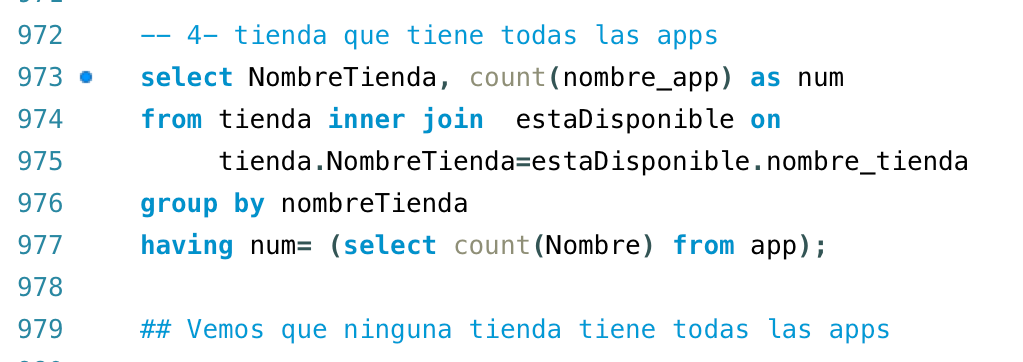 972 -- 4- tienda que tiene todas las apps
973 select NombreTienda, count(nombre_app) as num
974 from tienda inner join  estaDisponible on
975      tienda.NombreTienda=estaDisponible.nombre_tienda
976 group by nombreTienda
977 having num= (select count(Nombre) from app);
978
979 ## Vemos que ninguna tienda tiene todas las apps